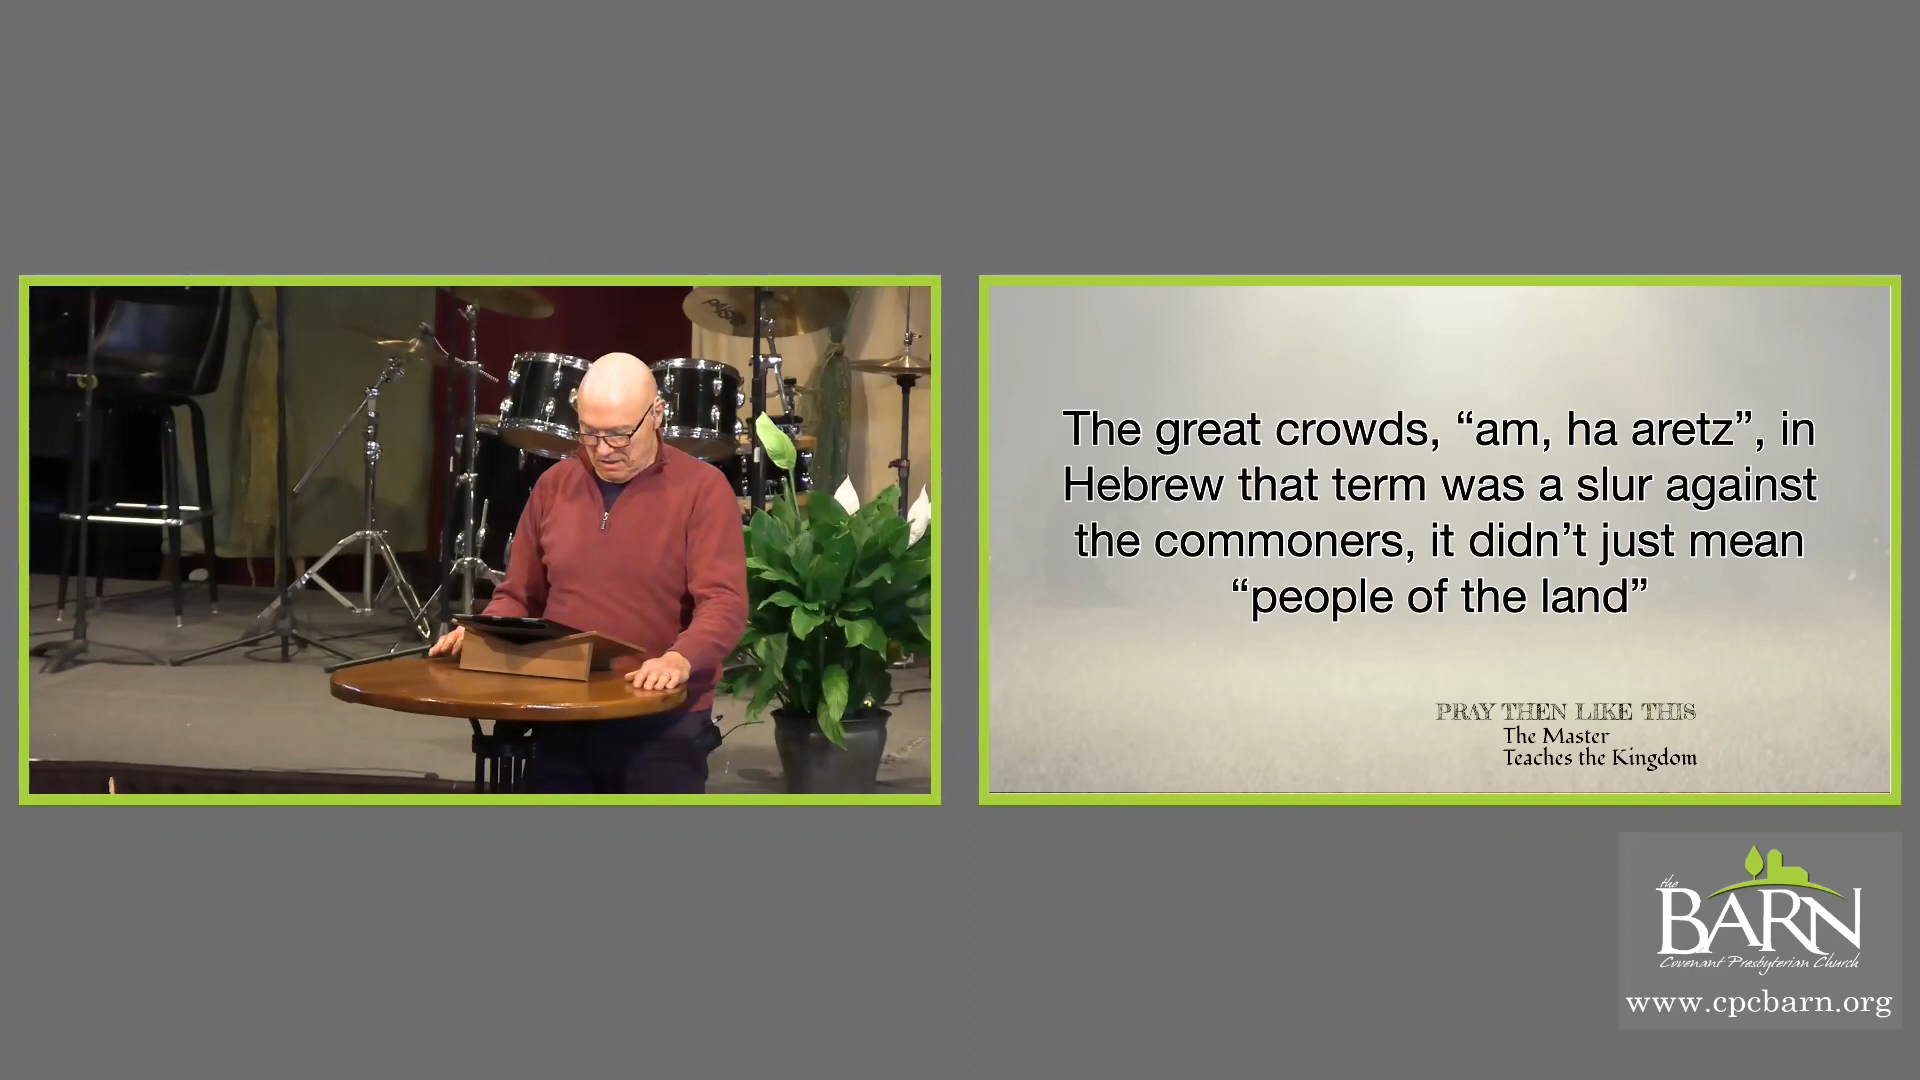 PAISTE
The great crowds, “am, ha aretz”, in
Hebrew that term was a slur against
the commoners, it didn’t just mean
“people of the land”
PRAY THEN LIKE THIS
The Master
Teaches the Kingdom
the
BARN
Covenant Presbyterian Church
www.cpcbarn.org